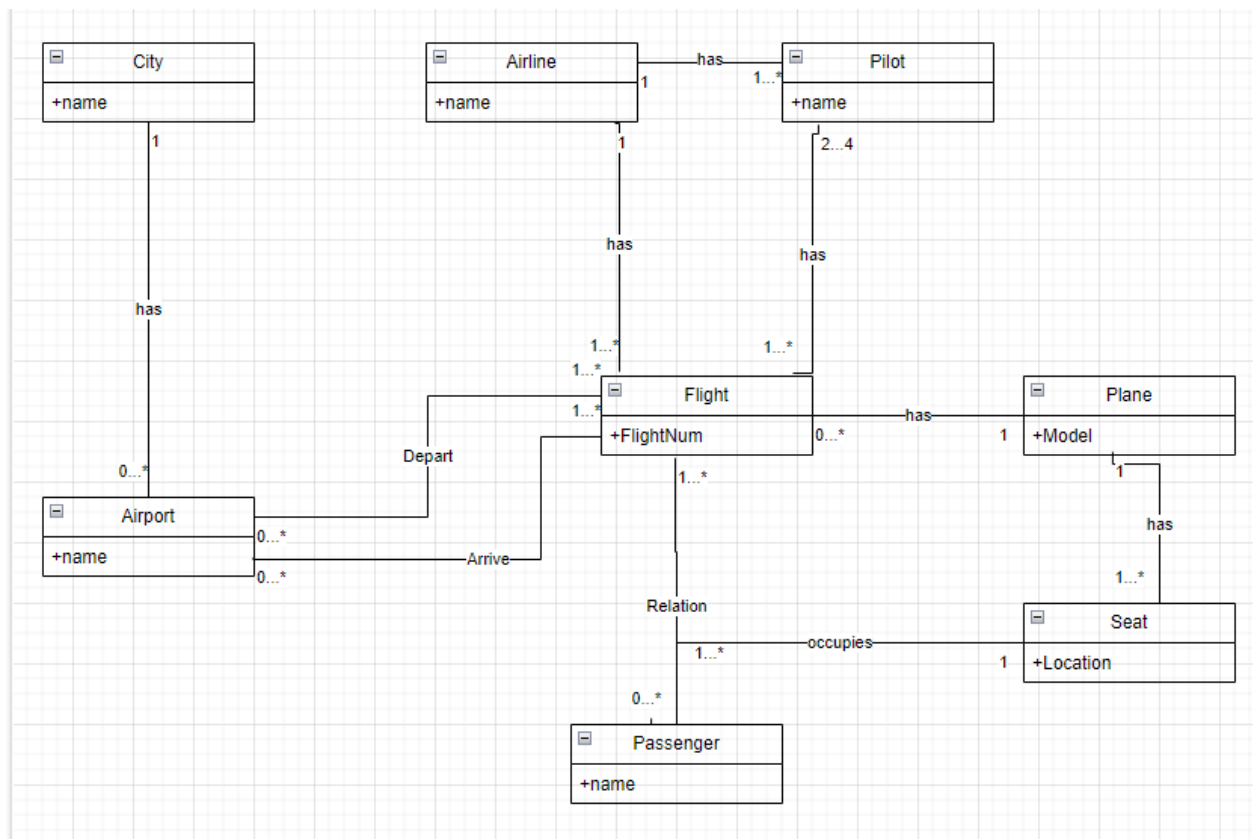 City
+name
1
Airline
+name
1
has
1...*
Pilot
+name
1
2...4
has
has
has
1...*
1...*
1...*
1...*
Flight
+FlightNum
0...*
has
1
Plane
+Model
1
Depart
0...*
Airport
+name
0...*
0...*
Arrive
1...*
has
1...*
Relation
occupies
1...*
1
Seat
+Location
0...*
Passenger
+name